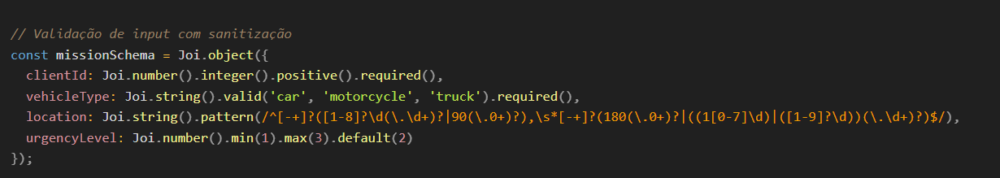 // Validação de input com sanitização
const missionSchema = Joi.object({
  clientId: Joi.number().integer().positive().required(),
  vehicleType: Joi.string().valid('car', 'motorcycle', 'truck').required(),
  location: Joi.string().pattern(/^[-+]?([1-8]?\d(\.\d+)?|90(\.0+)?),\s*[-+]?(180(\.0+)?|((1[0-7]\d)|([1-9]?\d))(\.\d+)?)$/),
  urgencyLevel: Joi.number().min(1).max(3).default(2)
});